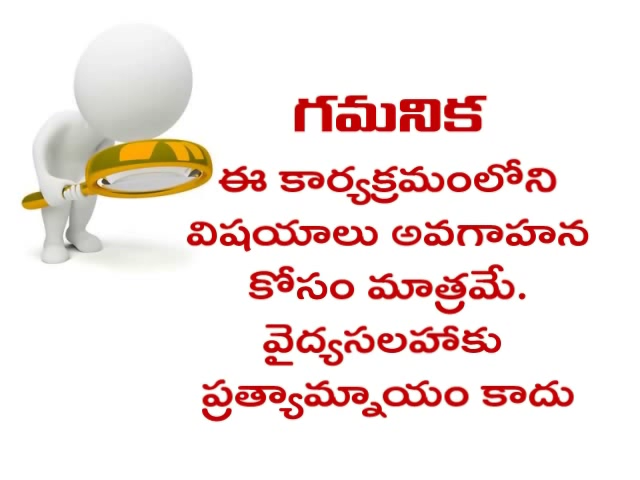 గమనిక
ఈ కార్యక్రమంలోని
విషయాలు అవగాహన
కోసం మాత్రమే.
వైద్యసలహాకు
ప్రత్యామ్నాయం కాదు